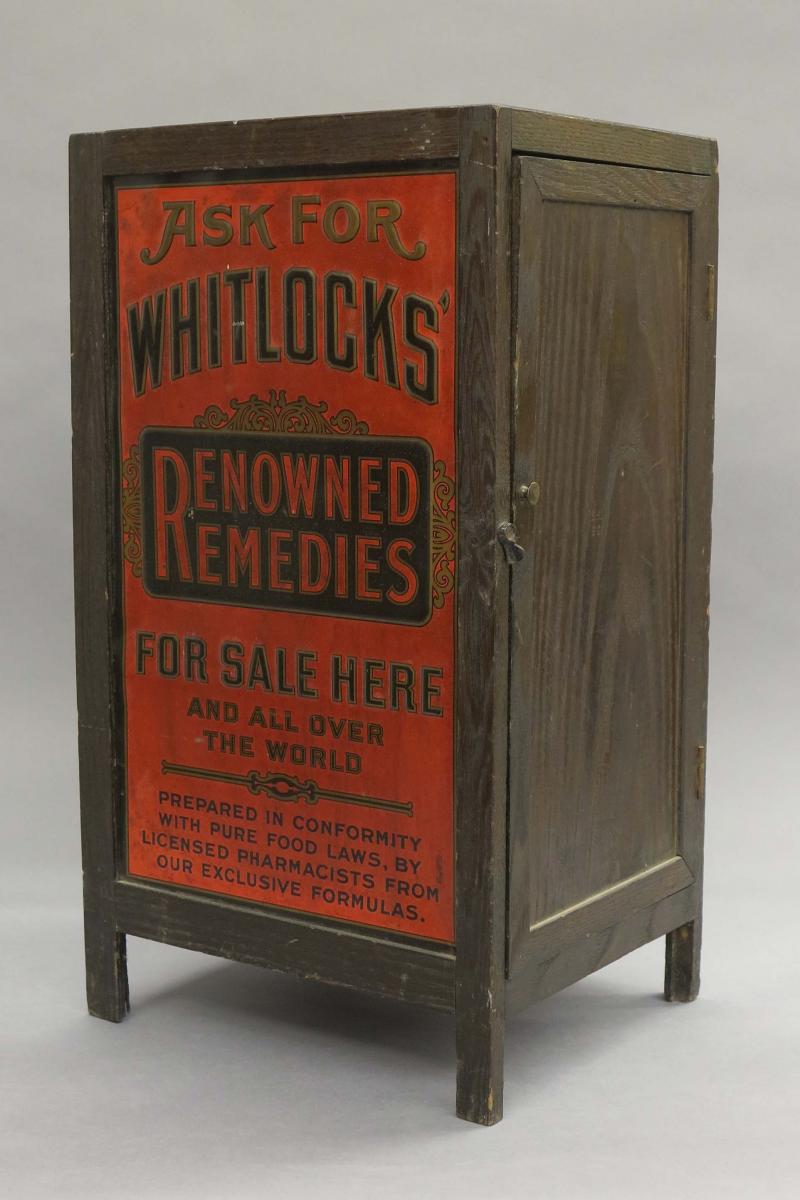 ASK FOR
WHITLOCKS'
RENOWNED
REMEDIES
FOR SALE HERE
AND ALL OVER
THE WORLD
PREPARED IN CONFORMITY
WITH PURE FOOD LAWS, BY
LICENSED PHARMACISTS FROM
OUR EXCLUSIVE FORMULAS.